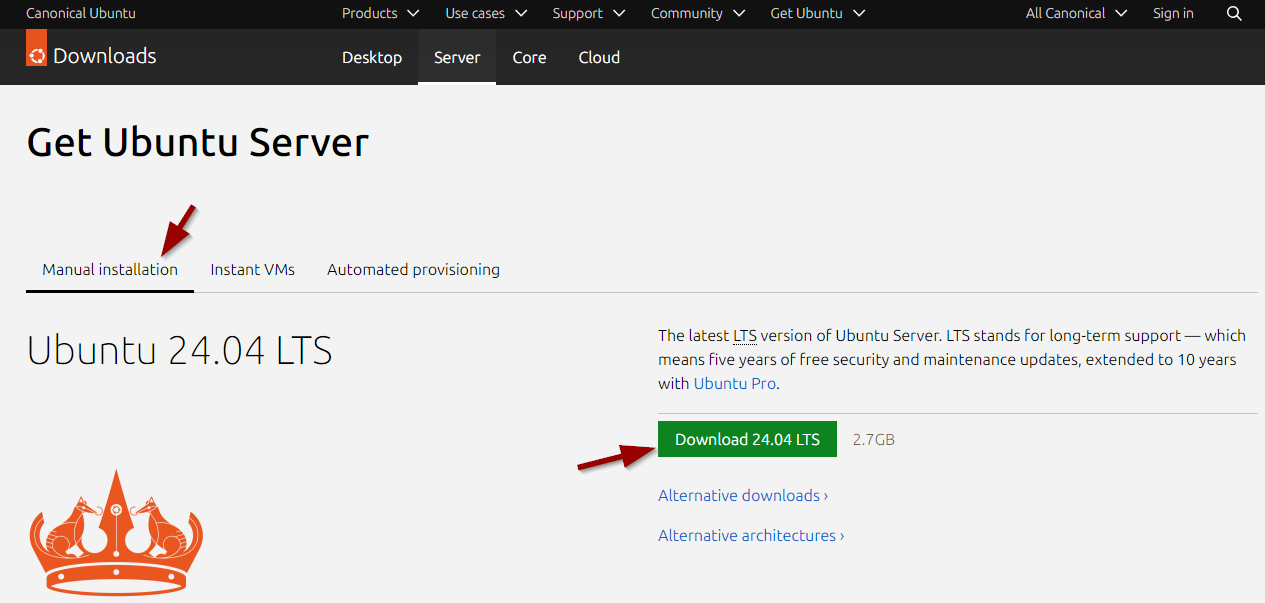 Canonical Ubuntu Products Use cases Support Community Get Ubuntu All Canonical Sign in
Downloads Desktop Server Core Cloud
Get Ubuntu Server
Manual installation Instant VMs Automated provisioning
Ubuntu 24.04 LTS
The latest LTS version of Ubuntu Server. LTS stands for long-term support — which
means five years of free security and maintenance updates, extended to 10 years
with Ubuntu Pro.
Download 24.04 LTS 2.7GB
Alternative downloads ›
Alternative architectures ›